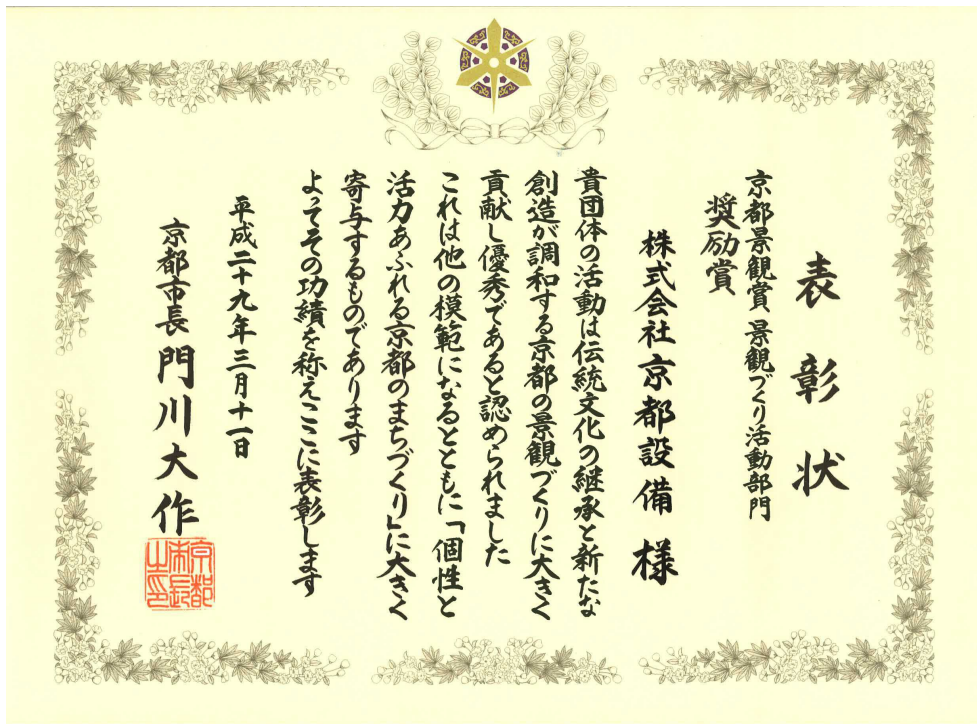 表彰状
京都景観賞 景観づくり活動部門
奨励賞
株式会社京都設備 様
貴団体の活動は伝統文化の継承と新たな
創造が調和する京都の景観づくりに大きく
貢献し優秀であると認められました
これは他の模範になるとともに「個性と
活力あふれる京都のまちづくり」に大きく
寄与するものであります
よってその功績を称えここに表彰します
平成二十九年三月十一日
京都市長 門川大作
京都
市長
之印